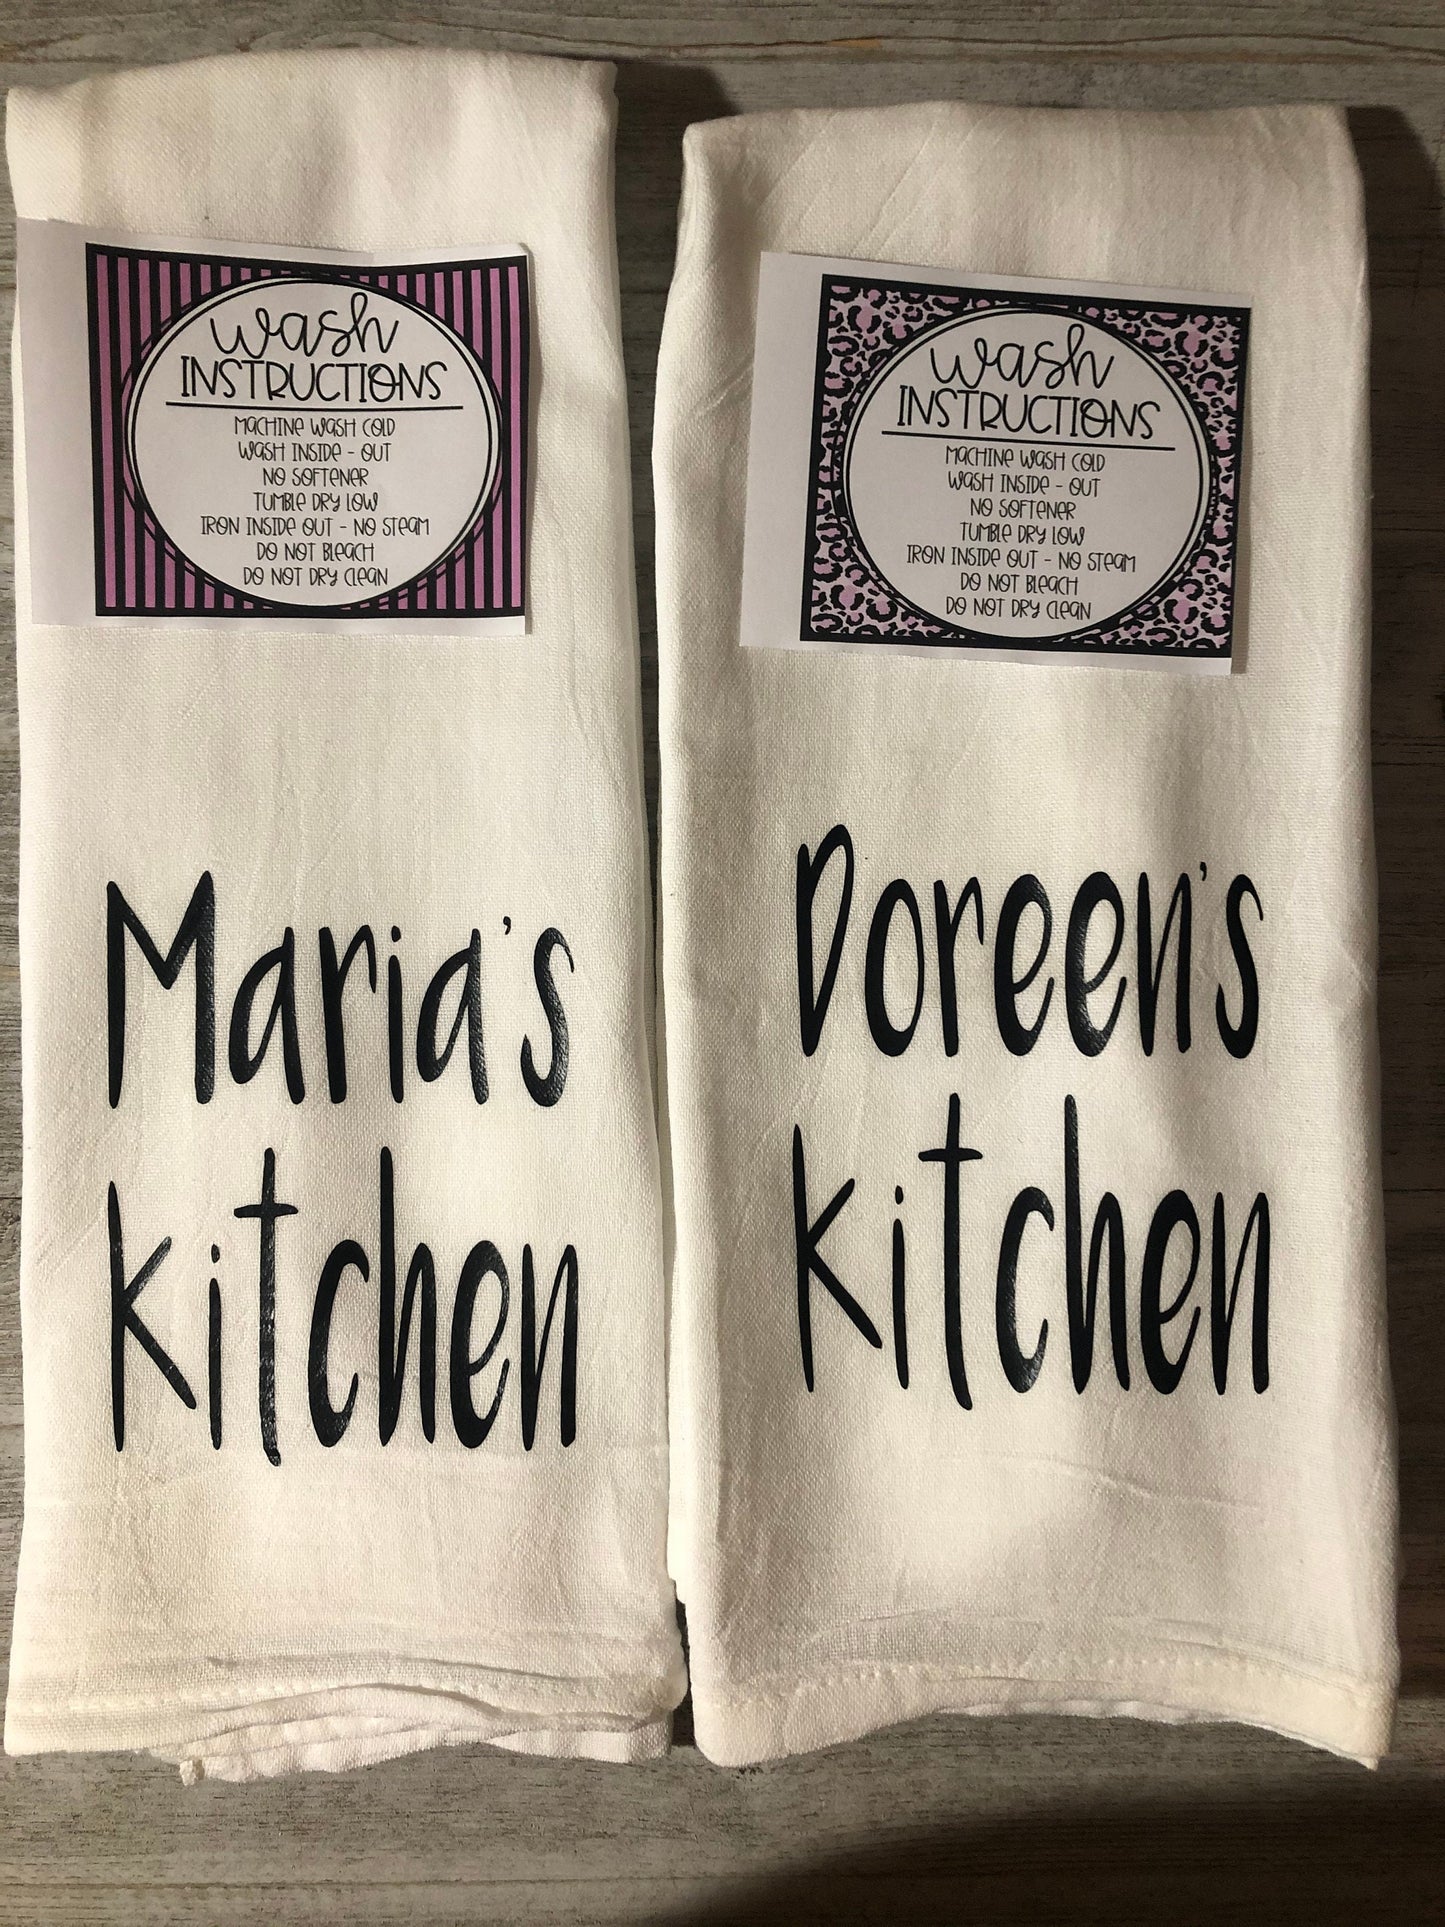 wash
INSTRUCTIONS
MACHINE WASH COLD
WASH INSIDE - OUT
NO SOFTENER
TUMBLE DRY LOW
IRON INSIDE OUT - NO STEAM
DO NOT BLEACH
DO NOT DRY CLEAN
Maria's
Kitchen
wash
INSTRUCTIONS
MACHINE WASH COLD
WASH INSIDE - OUT
NO SOFTENER
TUMBLE DRY LOW
IRON INSIDE OUT - NO STEAM
DO NOT BLEACH
DO NOT DRY CLEAN
Doreen's
Kitchen